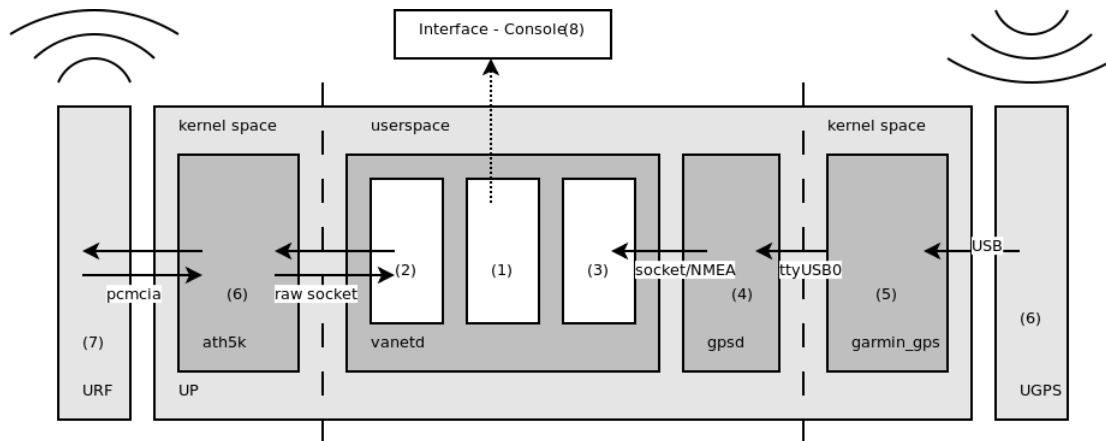 Interface - Console(8)
kernel space
userspace
kernel space
USB
(2)
(1)
(3)
socket/NMEA
ttyUSB0
pcmcia
(6)
raw socket
(4)
(5)
(6)
(7)
ath5k
vanetd
gpsd
garmin_gps
URF
UP
UGPS